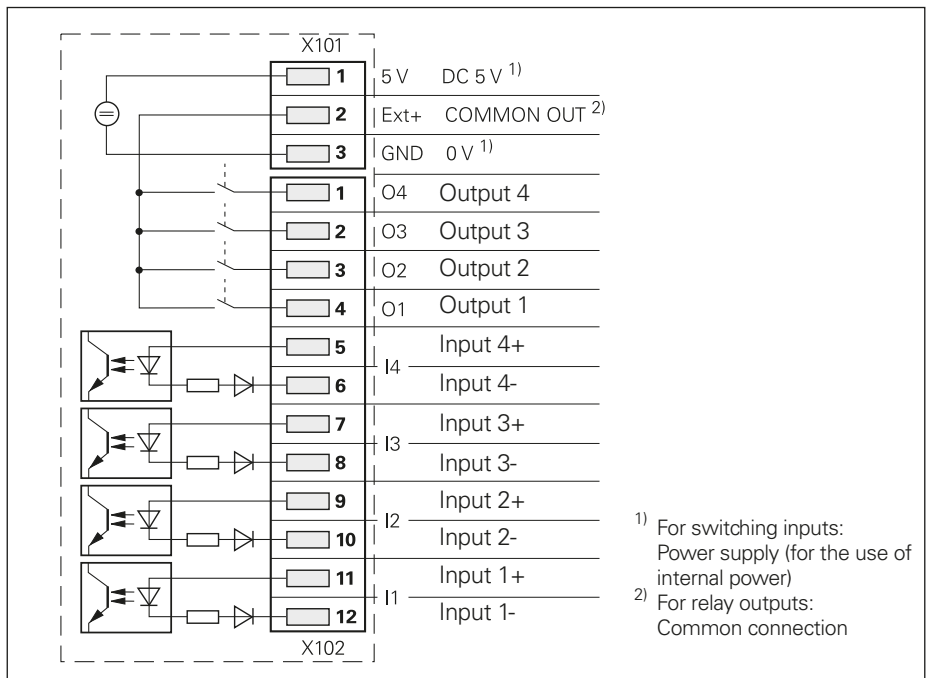 X101
1 5 V DC 5 V 1)
2 Ext+ COMMON OUT 2)
3 GND 0 V 1)
1 O4 Output 4
2 O3 Output 3
3 O2 Output 2
4 O1 Output 1
5 Input 4+
I4
6 Input 4-
7 Input 3+
I3
8 Input 3-
9 Input 2+
I2
10 Input 2-
11 Input 1+
I1
12 Input 1-
X102
1) For switching inputs:
Power supply (for the use of
internal power)
2) For relay outputs:
Common connection